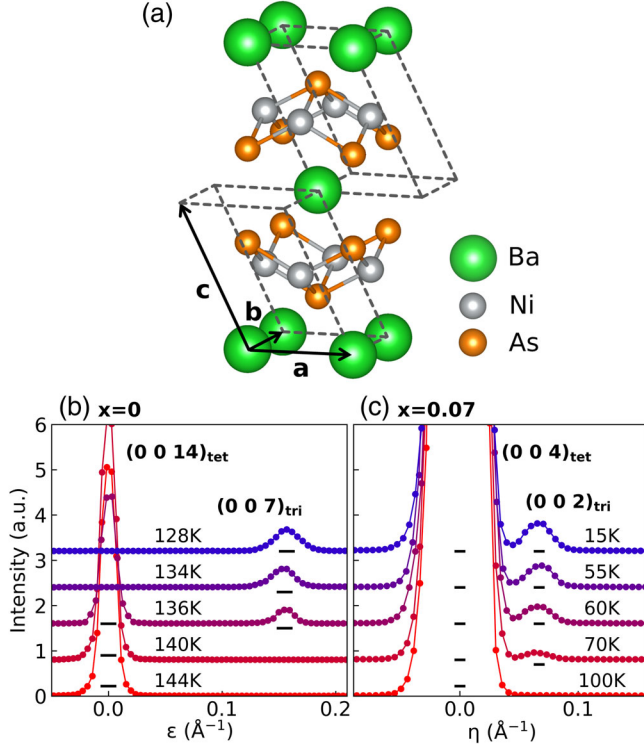 (a)
Ba
Ni
As
c
b
a
(b) x=0
(0 0 14)tet
(0 0 7)tri
128K
134K
136K
140K
144K
6
5
4
3
2
1
0
Intensity (a.u.)
0.0 0.1 0.2
ε (Å⁻¹)
(c) x=0.07
(0 0 4)tet
(0 0 2)tri
15K
55K
60K
70K
100K
0.0 0.1
η (Å⁻¹)